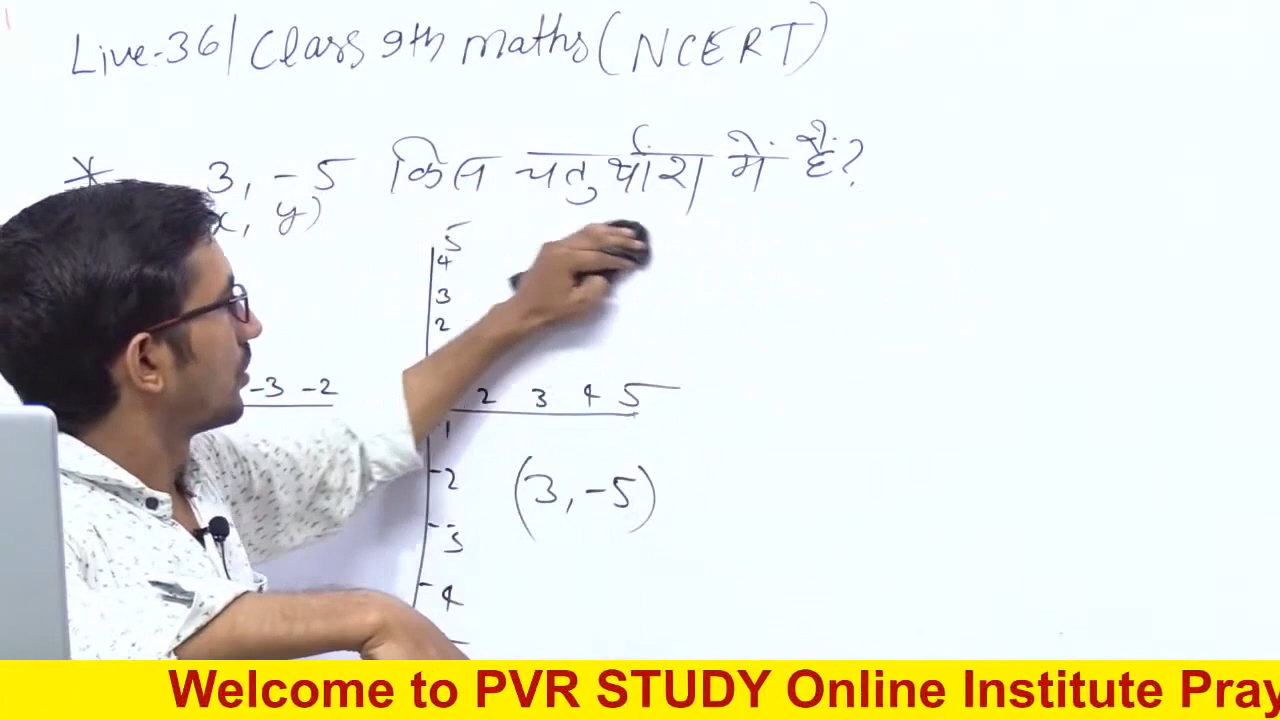 Live-36| Class 9th maths (NCERT)
* 3, -5 किस चतुर्थांश में है?
x, y)
5
4
3
2
-3 -2
2 3 4 5
1
-2
-3
-4
(3, -5)
Welcome to PVR STUDY Online Institute Pray